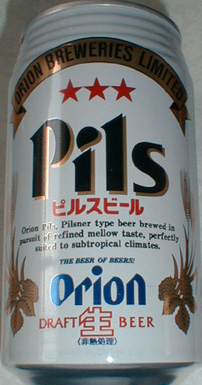 ORION BREWERIES LIMITED
Pils
ピルスビール
Orion Pils, Pilsner type beer brewed in
pursuit of refined mellow taste, perfectly
suited to subtropical climates.
THE BEER OF BEERS!
Orion
DRAFT 生 BEER
(非熱処理)